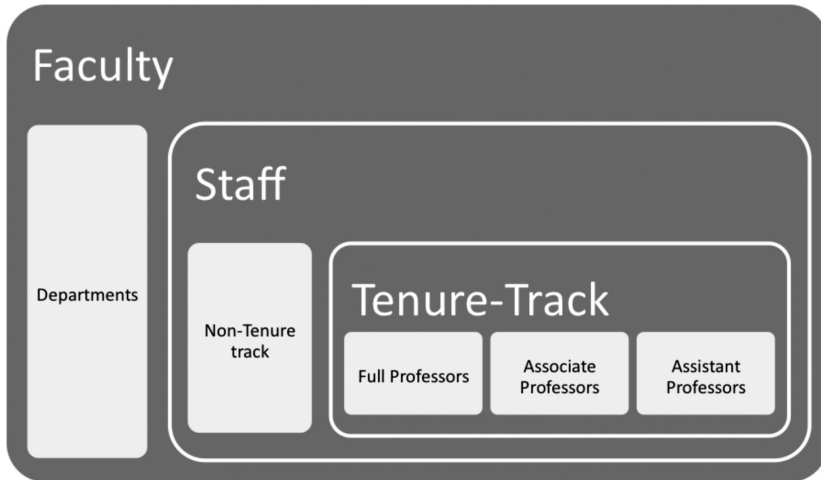 Faculty
Departments
Staff
Non-Tenure
track
Tenure-Track
Full Professors
Associate
Professors
Assistant
Professors